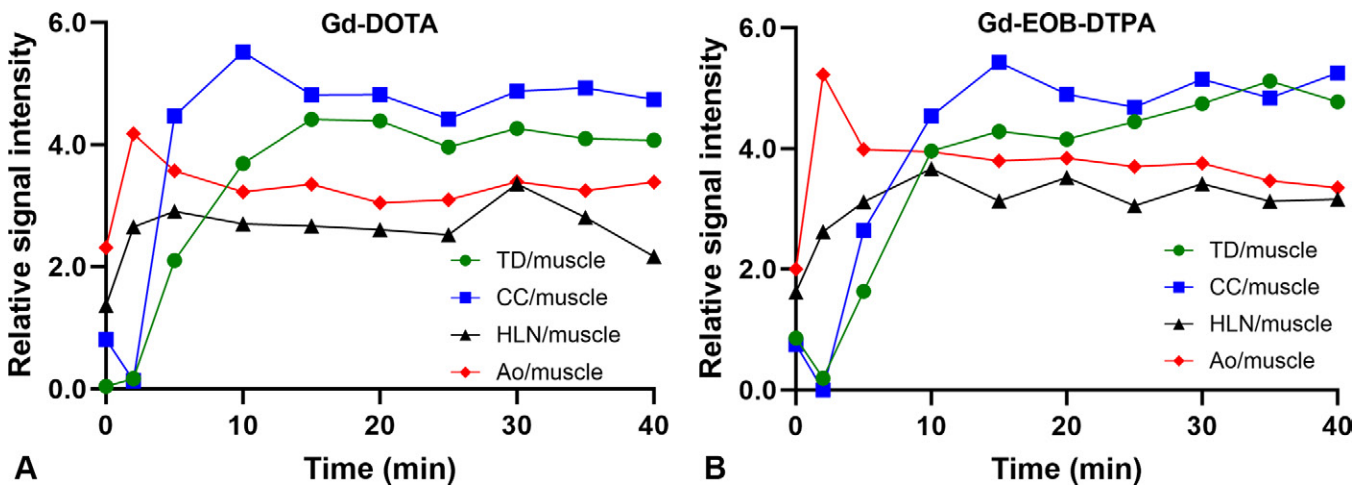 Gd-DOTA
Relative signal intensity
6.0
4.0
2.0
0.0
TD/muscle
CC/muscle
HLN/muscle
Ao/muscle
0 10 20 30 40
Time (min)
A
Gd-EOB-DTPA
Relative signal intensity
6.0
4.0
2.0
0.0
TD/muscle
CC/muscle
HLN/muscle
Ao/muscle
0 10 20 30 40
Time (min)
B